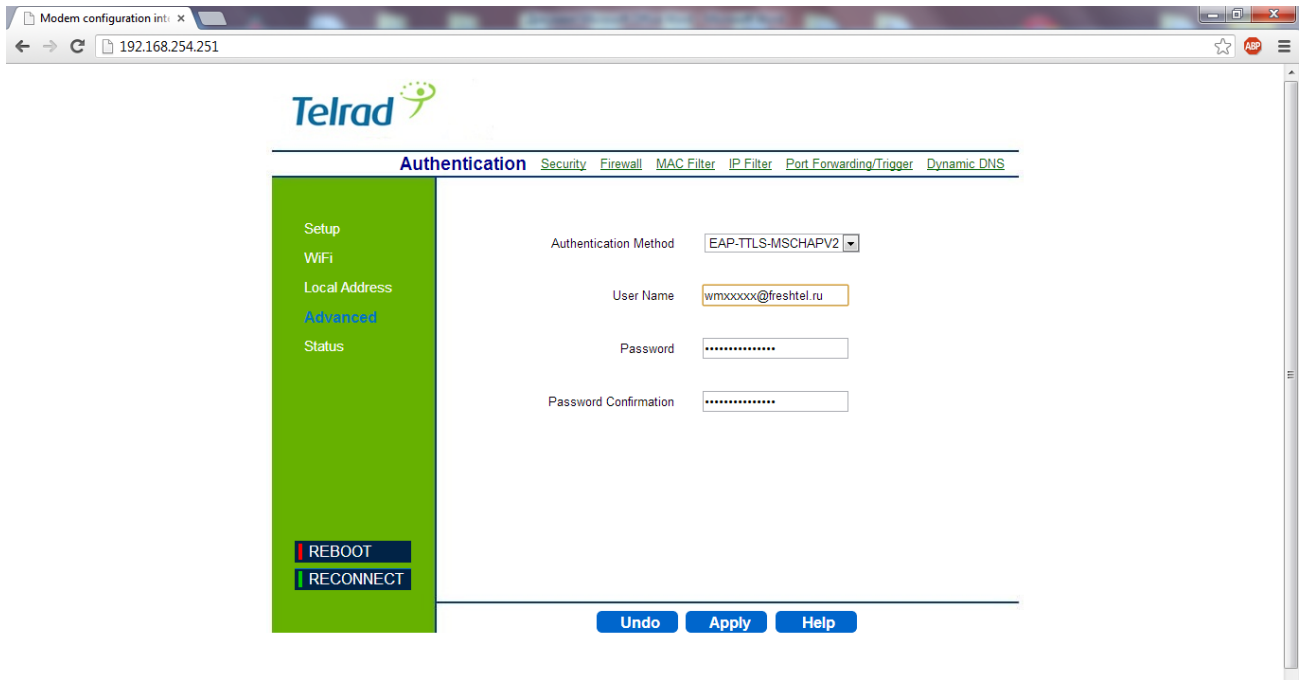 Modem configuration int
192.168.254.251
ABP
Telrad
Authentication Security Firewall MAC Filter IP Filter Port Forwarding/Trigger Dynamic DNS
Setup
WiFi
Local Address
Advanced
Status
Authentication Method EAP-TTLS-MSCHAPV2
User Name wmxxxxx@freshtel.ru
Password •••••••••••••••
Password Confirmation •••••••••••••••
REBOOT
RECONNECT
Undo Apply Help